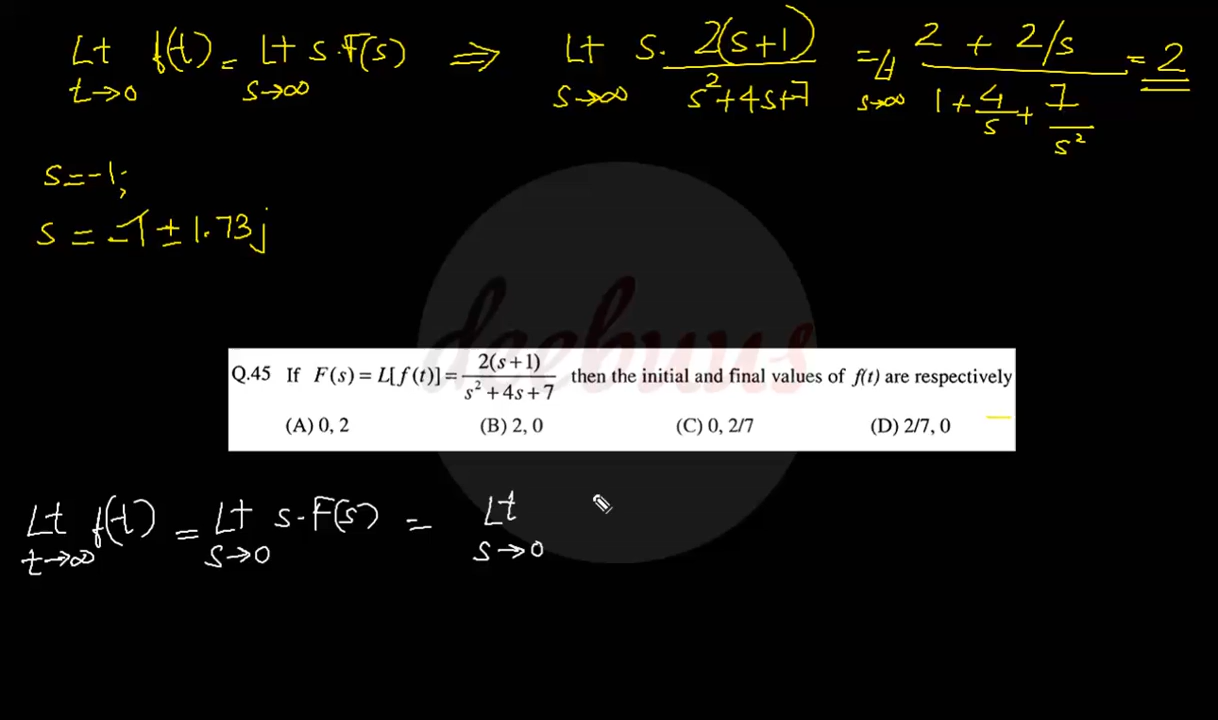 Lt t→0 f(t) = Lt s→∞ s·F(s) ⇒ Lt s→∞ s· 2(s+1)/(s²+4s+7) = Lt s→∞ (2 + 2/s)/(1 + 4/s + 7/s²) = 2
s=-1;
s = -1 ± 1.73j
deebuus
Q.45 If F(s) = L[f(t)] = 2(s+1)/(s²+4s+7) then the initial and final values of f(t) are respectively
(A) 0, 2 (B) 2, 0 (C) 0, 2/7 (D) 2/7, 0
Lt t→∞ f(t) = Lt s→0 s·F(s) = Lt s→0